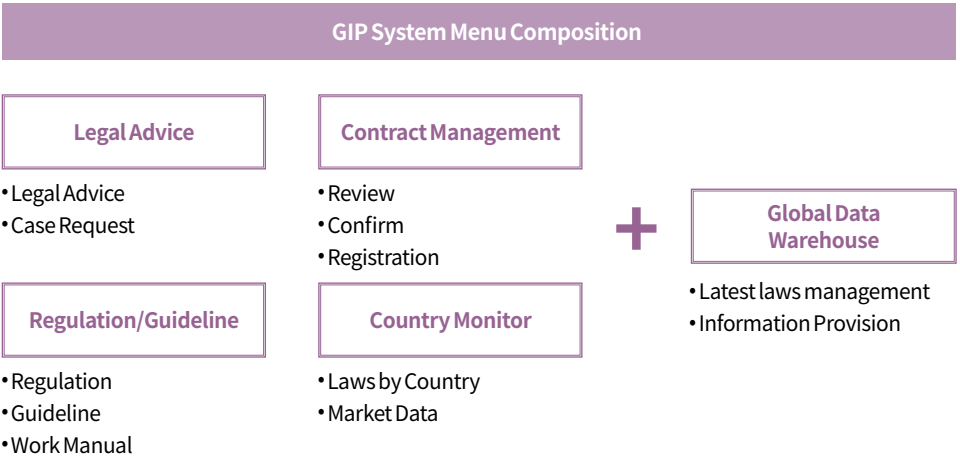 GIP System Menu Composition
Legal Advice
• Legal Advice
• Case Request
Contract Management
• Review
• Confirm
• Registration
Regulation/Guideline
• Regulation
• Guideline
• Work Manual
Country Monitor
• Laws by Country
• Market Data
+
Global Data
Warehouse
• Latest laws management
• Information Provision